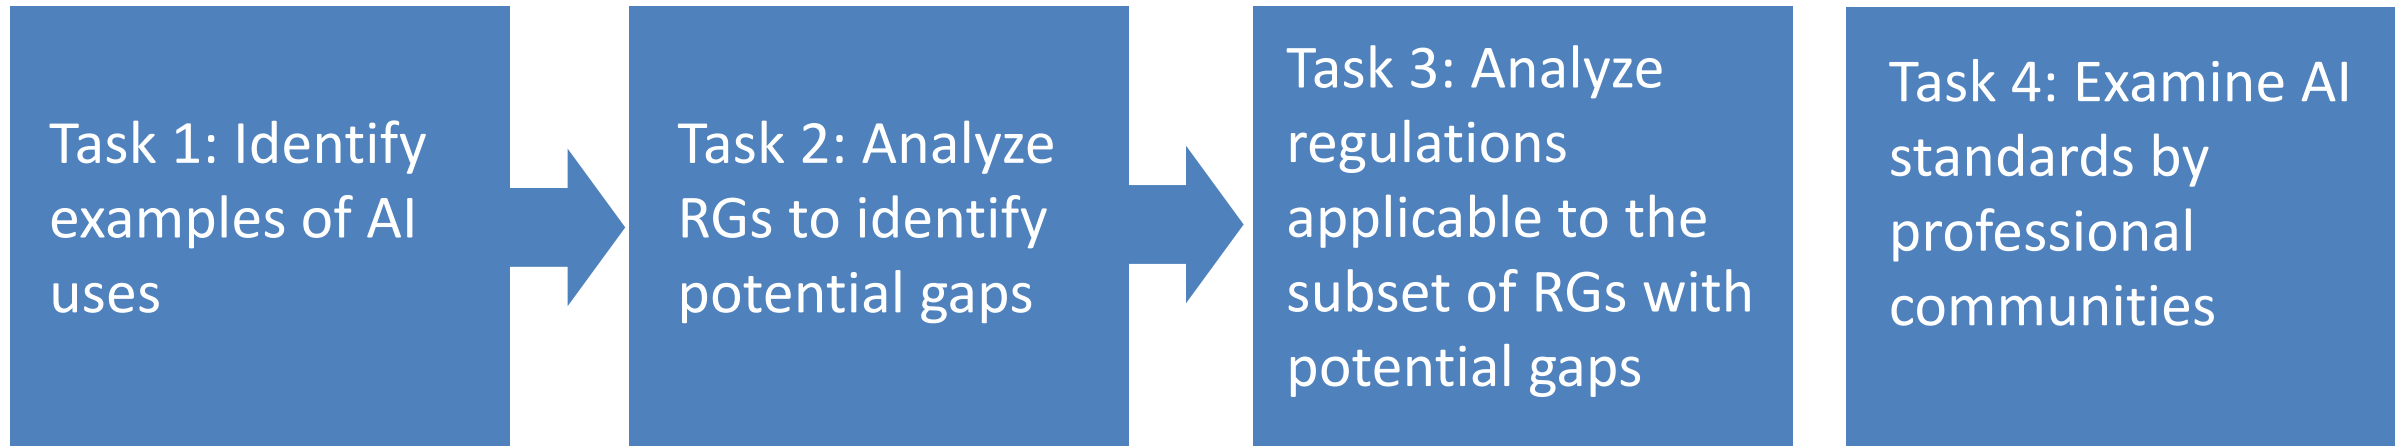 Task 1: Identify
examples of AI
uses
Task 2: Analyze
RGs to identify
potential gaps
Task 3: Analyze
regulations
applicable to the
subset of RGs with
potential gaps
Task 4: Examine AI
standards by
professional
communities